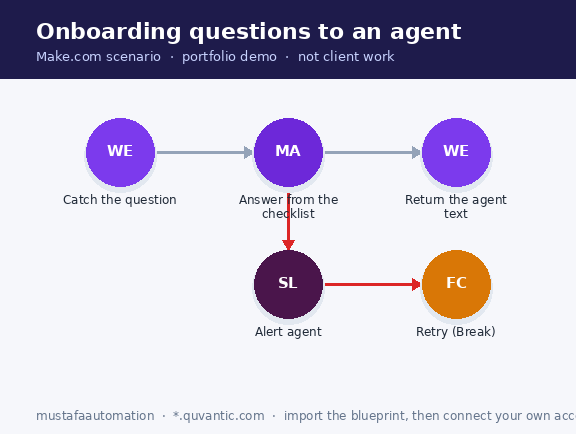 Onboarding questions to an agent
Make.com scenario · portfolio demo · not client work
WE
MA
WE
Catch the question
Answer from the
checklist
Return the agent
text
SL
FC
Alert agent
Retry (Break)
mustafaautomation · *.quvantic.com · import the blueprint, then connect your own acc